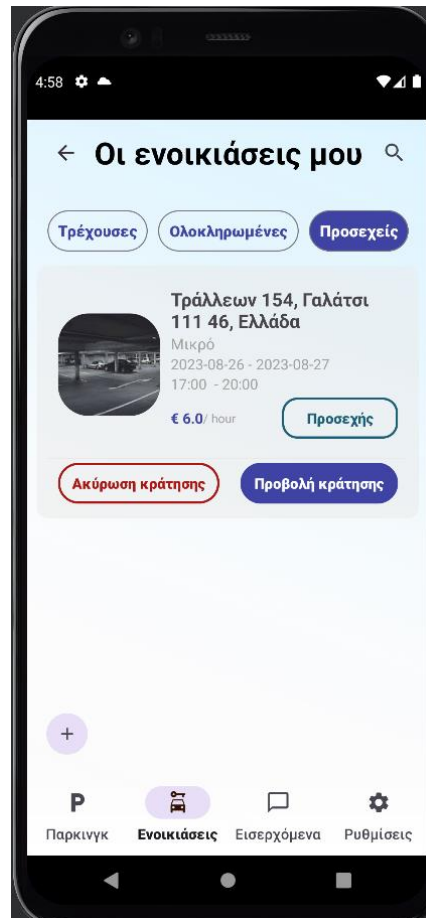 4:58
Οι ενοικιάσεις μου
Τρέχουσες Ολοκληρωμένες Προσεχείς
Τράλλεων 154, Γαλάτσι
111 46, Ελλάδα
Μικρό
2023-08-26 - 2023-08-27
17:00 - 20:00
€ 6.0/ hour Προσεχής
Ακύρωση κράτησης Προβολή κράτησης
+
P
Παρκινγκ Ενοικιάσεις Εισερχόμενα Ρυθμίσεις